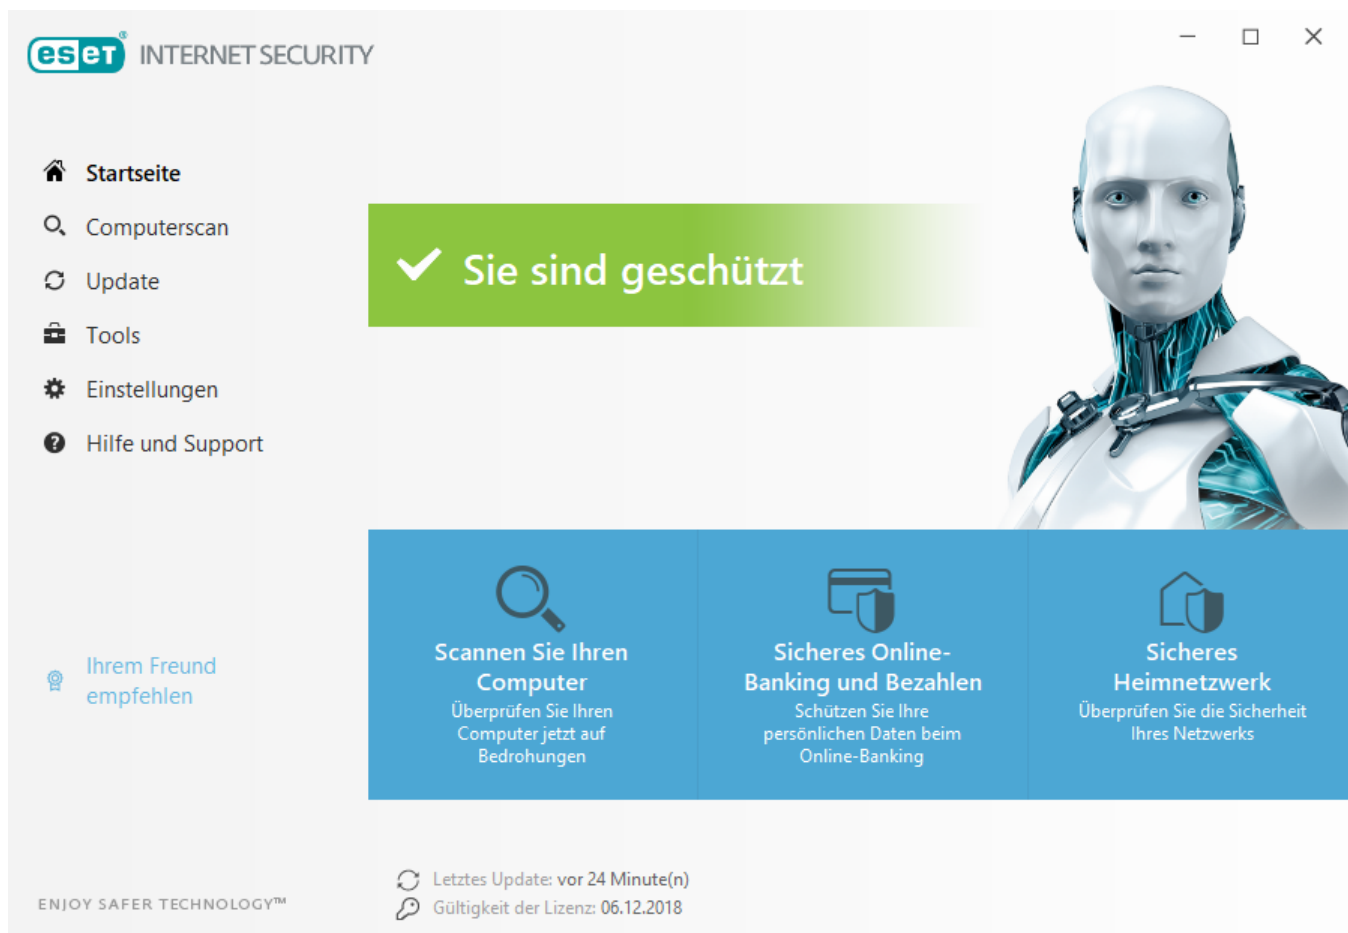 eset® INTERNET SECURITY
Startseite
Computerscan
Update
Tools
Einstellungen
Hilfe und Support
Ihrem Freund
empfehlen
ENJOY SAFER TECHNOLOGY™
Sie sind geschützt
Scannen Sie Ihren
Computer
Überprüfen Sie Ihren
Computer jetzt auf
Bedrohungen
Sicheres Online-
Banking und Bezahlen
Schützen Sie Ihre
persönlichen Daten beim
Online-Banking
Sicheres
Heimnetzwerk
Überprüfen Sie die Sicherheit
Ihres Netzwerks
Letztes Update: vor 24 Minute(n)
Gültigkeit der Lizenz: 06.12.2018